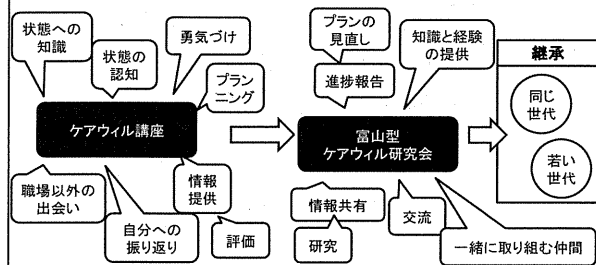 状態への
知識
状態の
認知
勇気づけ
プラン
ニング
ケアウィル講座
職場以外の
出会い
自分への
振り返り
情報
提供
評価
プランの
見直し
進捗報告
知識と経験
の提供
富山型
ケアウィル研究会
情報共有
研究
交流
一緒に取り組む仲間
継承
同じ
世代
若い
世代